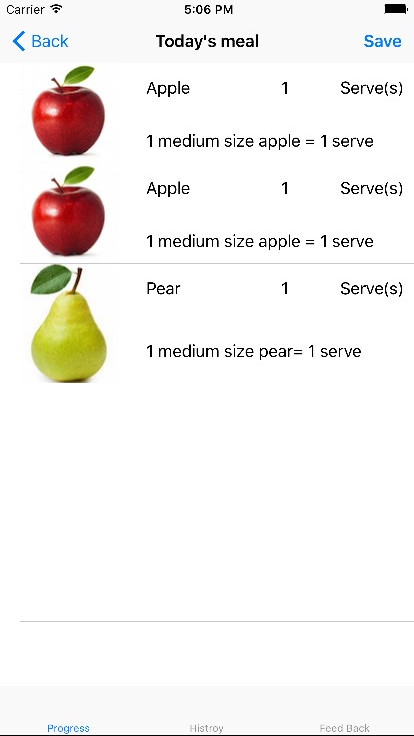 Carrier 5:06 PM
Back Today's meal Save
Apple 1 Serve(s)
1 medium size apple = 1 serve
Apple 1 Serve(s)
1 medium size apple = 1 serve
Pear 1 Serve(s)
1 medium size pear= 1 serve
Progress Histroy Feed Back